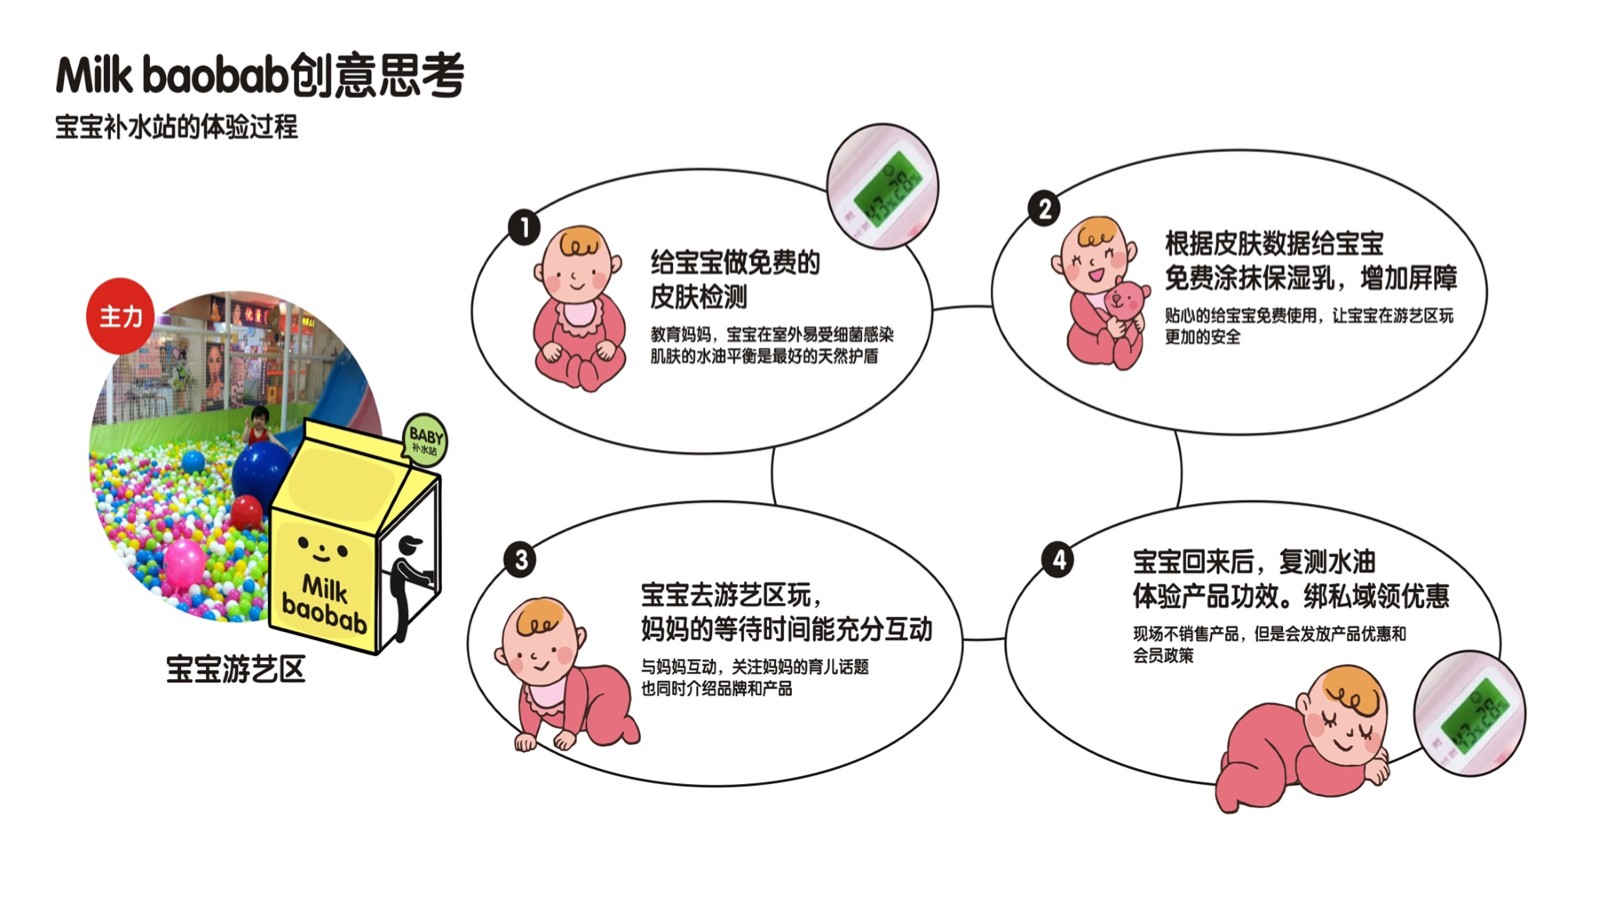 Milk baobab创意思考
宝宝补水站的体验过程
主力
BABY
补水站
Milk
baobab
宝宝游艺区
1
给宝宝做免费的
皮肤检测
教育妈妈，宝宝在室外易受细菌感染
肌肤的水油平衡是最好的天然护盾
43% 28%
2
根据皮肤数据给宝宝
免费涂抹保湿乳，增加屏障
贴心的给宝宝免费使用，让宝宝在游艺区玩
更加的安全
3
宝宝去游艺区玩，
妈妈的等待时间能充分互动
与妈妈互动，关注妈妈的育儿话题
也同时介绍品牌和产品
4
宝宝回来后，复测水油
体验产品功效。绑私域领优惠
现场不销售产品，但是会发放产品优惠和
会员政策
43% 28%